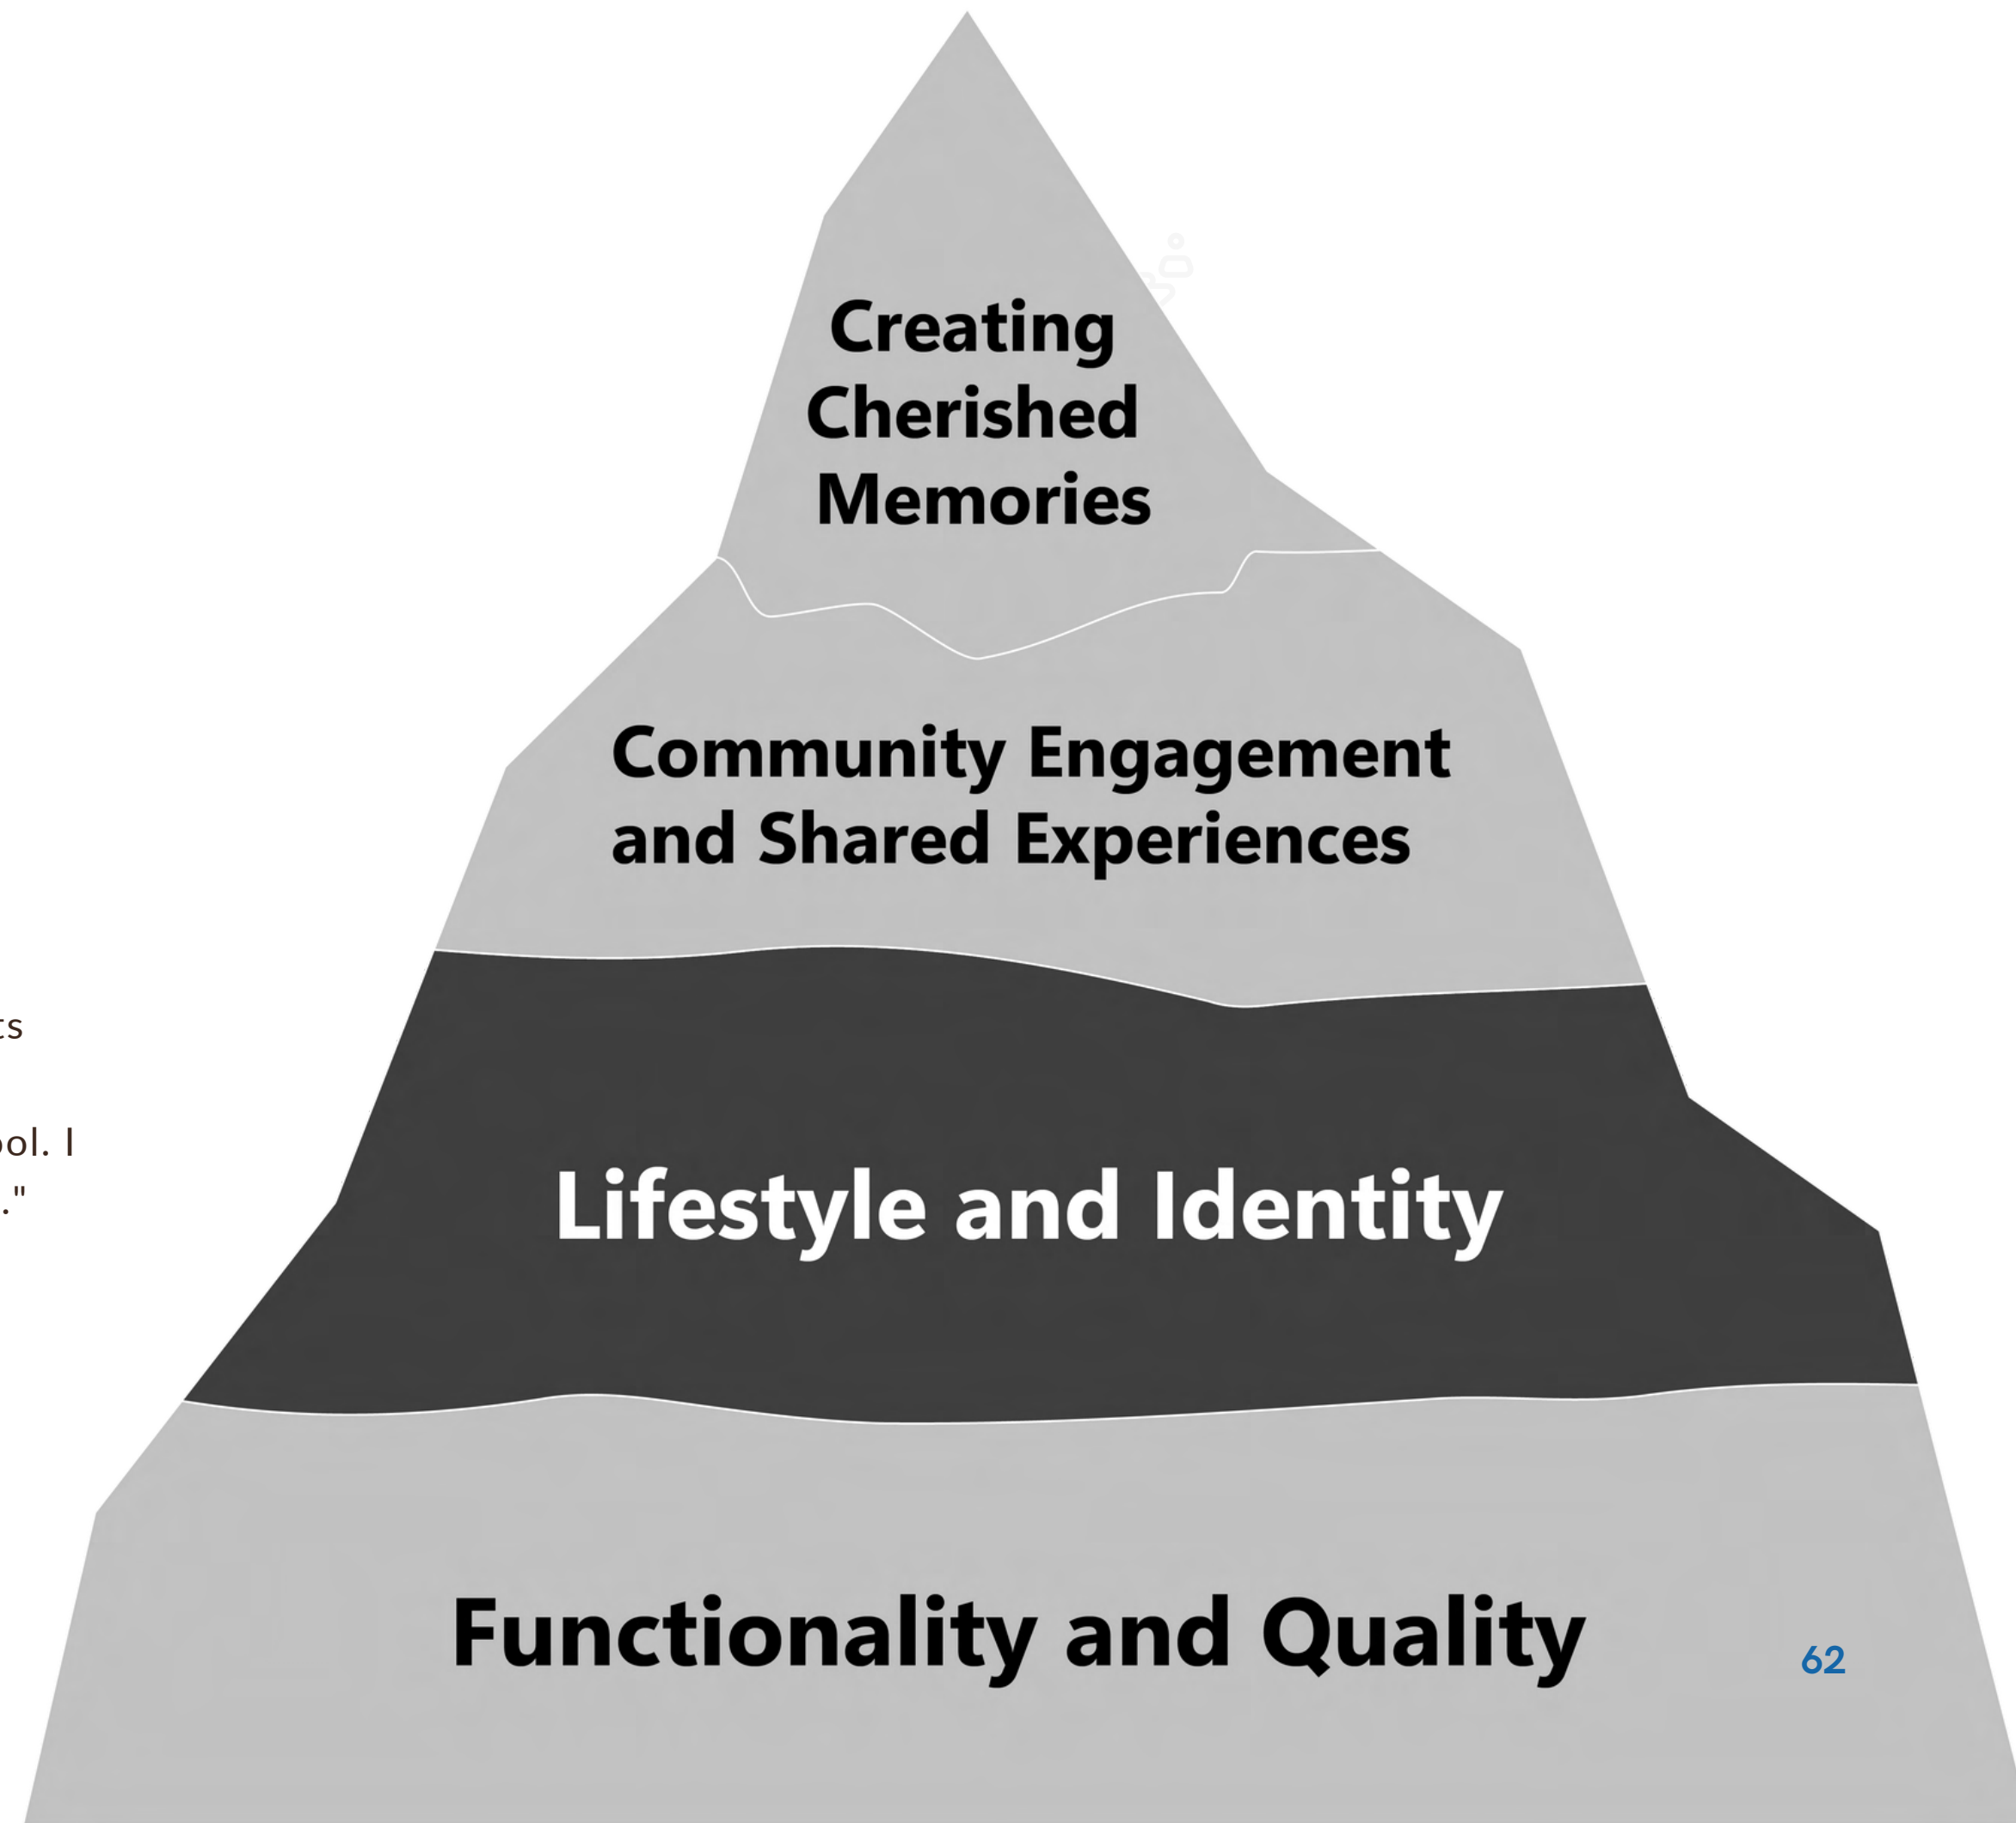 Creating
Cherished
Memories
Community Engagement
and Shared Experiences
Lifestyle and Identity
Functionality and Quality
62